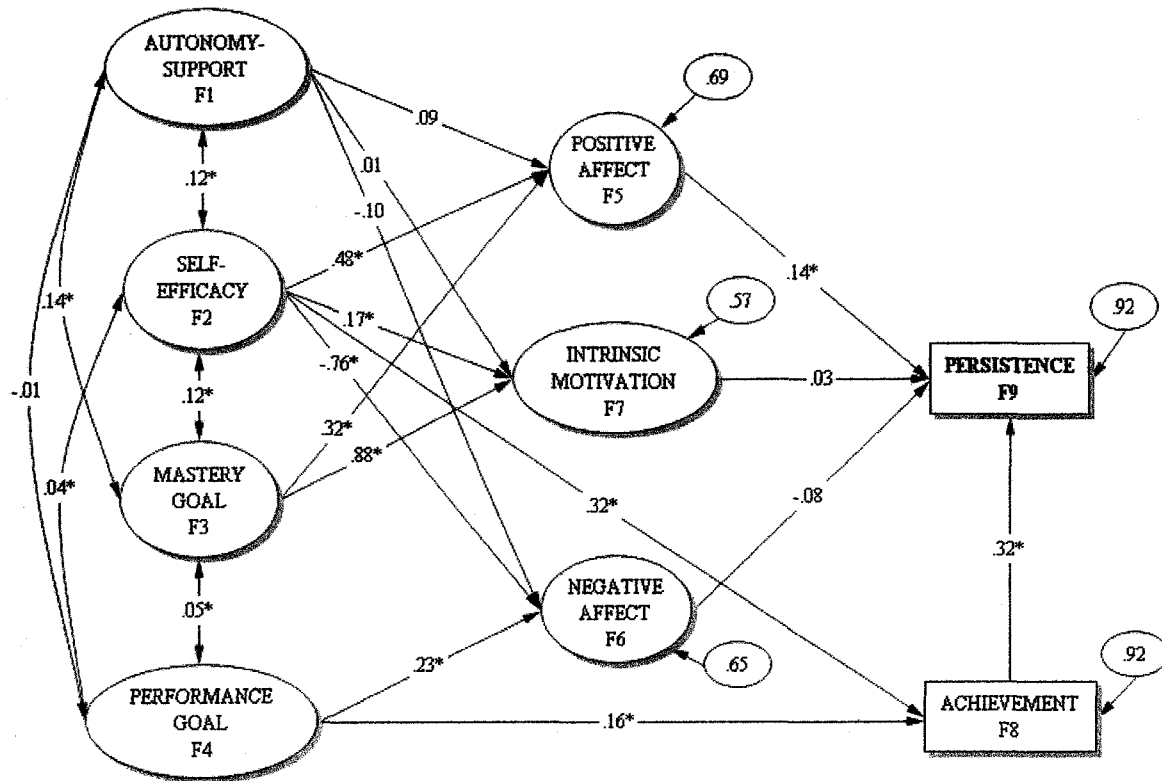 AUTONOMY-
SUPPORT
F1
.69
.09
POSITIVE
AFFECT
F5
.01
.12*
-.10
SELF-
EFFICACY
F2
.48*
.14*
.14*
.57
.92
.17*
INTRINSIC
MOTIVATION
F7
.03
PERSISTENCE
F9
-.76*
-.01
.12*
.32*
.88*
MASTERY
GOAL
F3
.04*
-.08
.32*
.32*
NEGATIVE
AFFECT
F6
.05*
.23*
.65
.92
PERFORMANCE
GOAL
F4
.16*
ACHIEVEMENT
F8